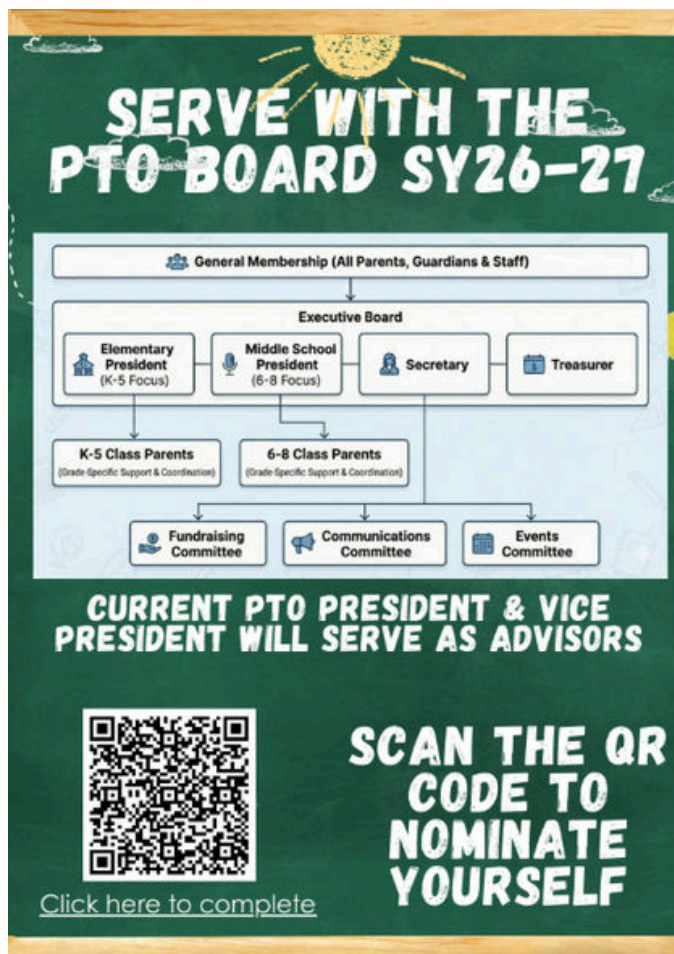 SERVE WITH THE
PTO BOARD SY26-27
General Membership (All Parents, Guardians & Staff)
Executive Board
Elementary
President
(K-5 Focus)
Middle School
President
(6-8 Focus)
Secretary
Treasurer
K-5 Class Parents
(Grade-Specific Support & Coordination)
6-8 Class Parents
(Grade-Specific Support & Coordination)
Fundraising
Committee
Communications
Committee
Events
Committee
CURRENT PTO PRESIDENT & VICE
PRESIDENT WILL SERVE AS ADVISORS
SCAN THE QR
CODE TO
NOMINATE
YOURSELF
Click here to complete